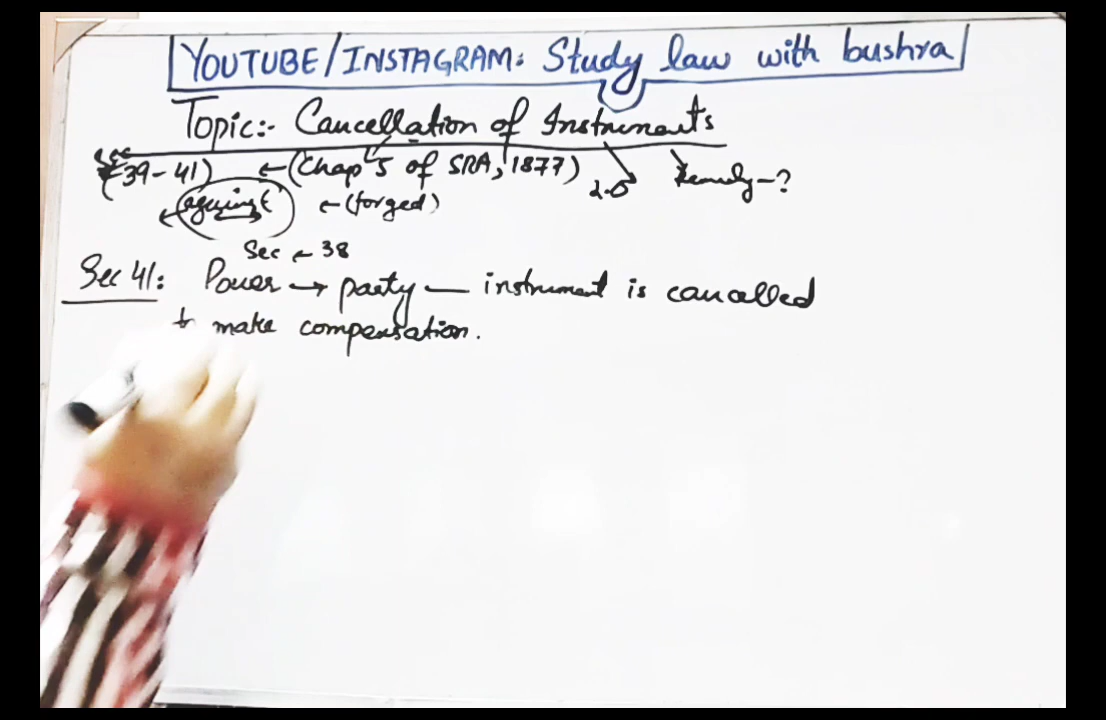 YOUTUBE/INSTAGRAM: Study law with bushra
Topic:- Cancellation of Instruments
(39-41) ← (Chap 5 of SRA, 1877) Remedy-?
← (forged)
Sec ← 38
Sec 41: Power → party — instrument is cancelled
to make compensation.